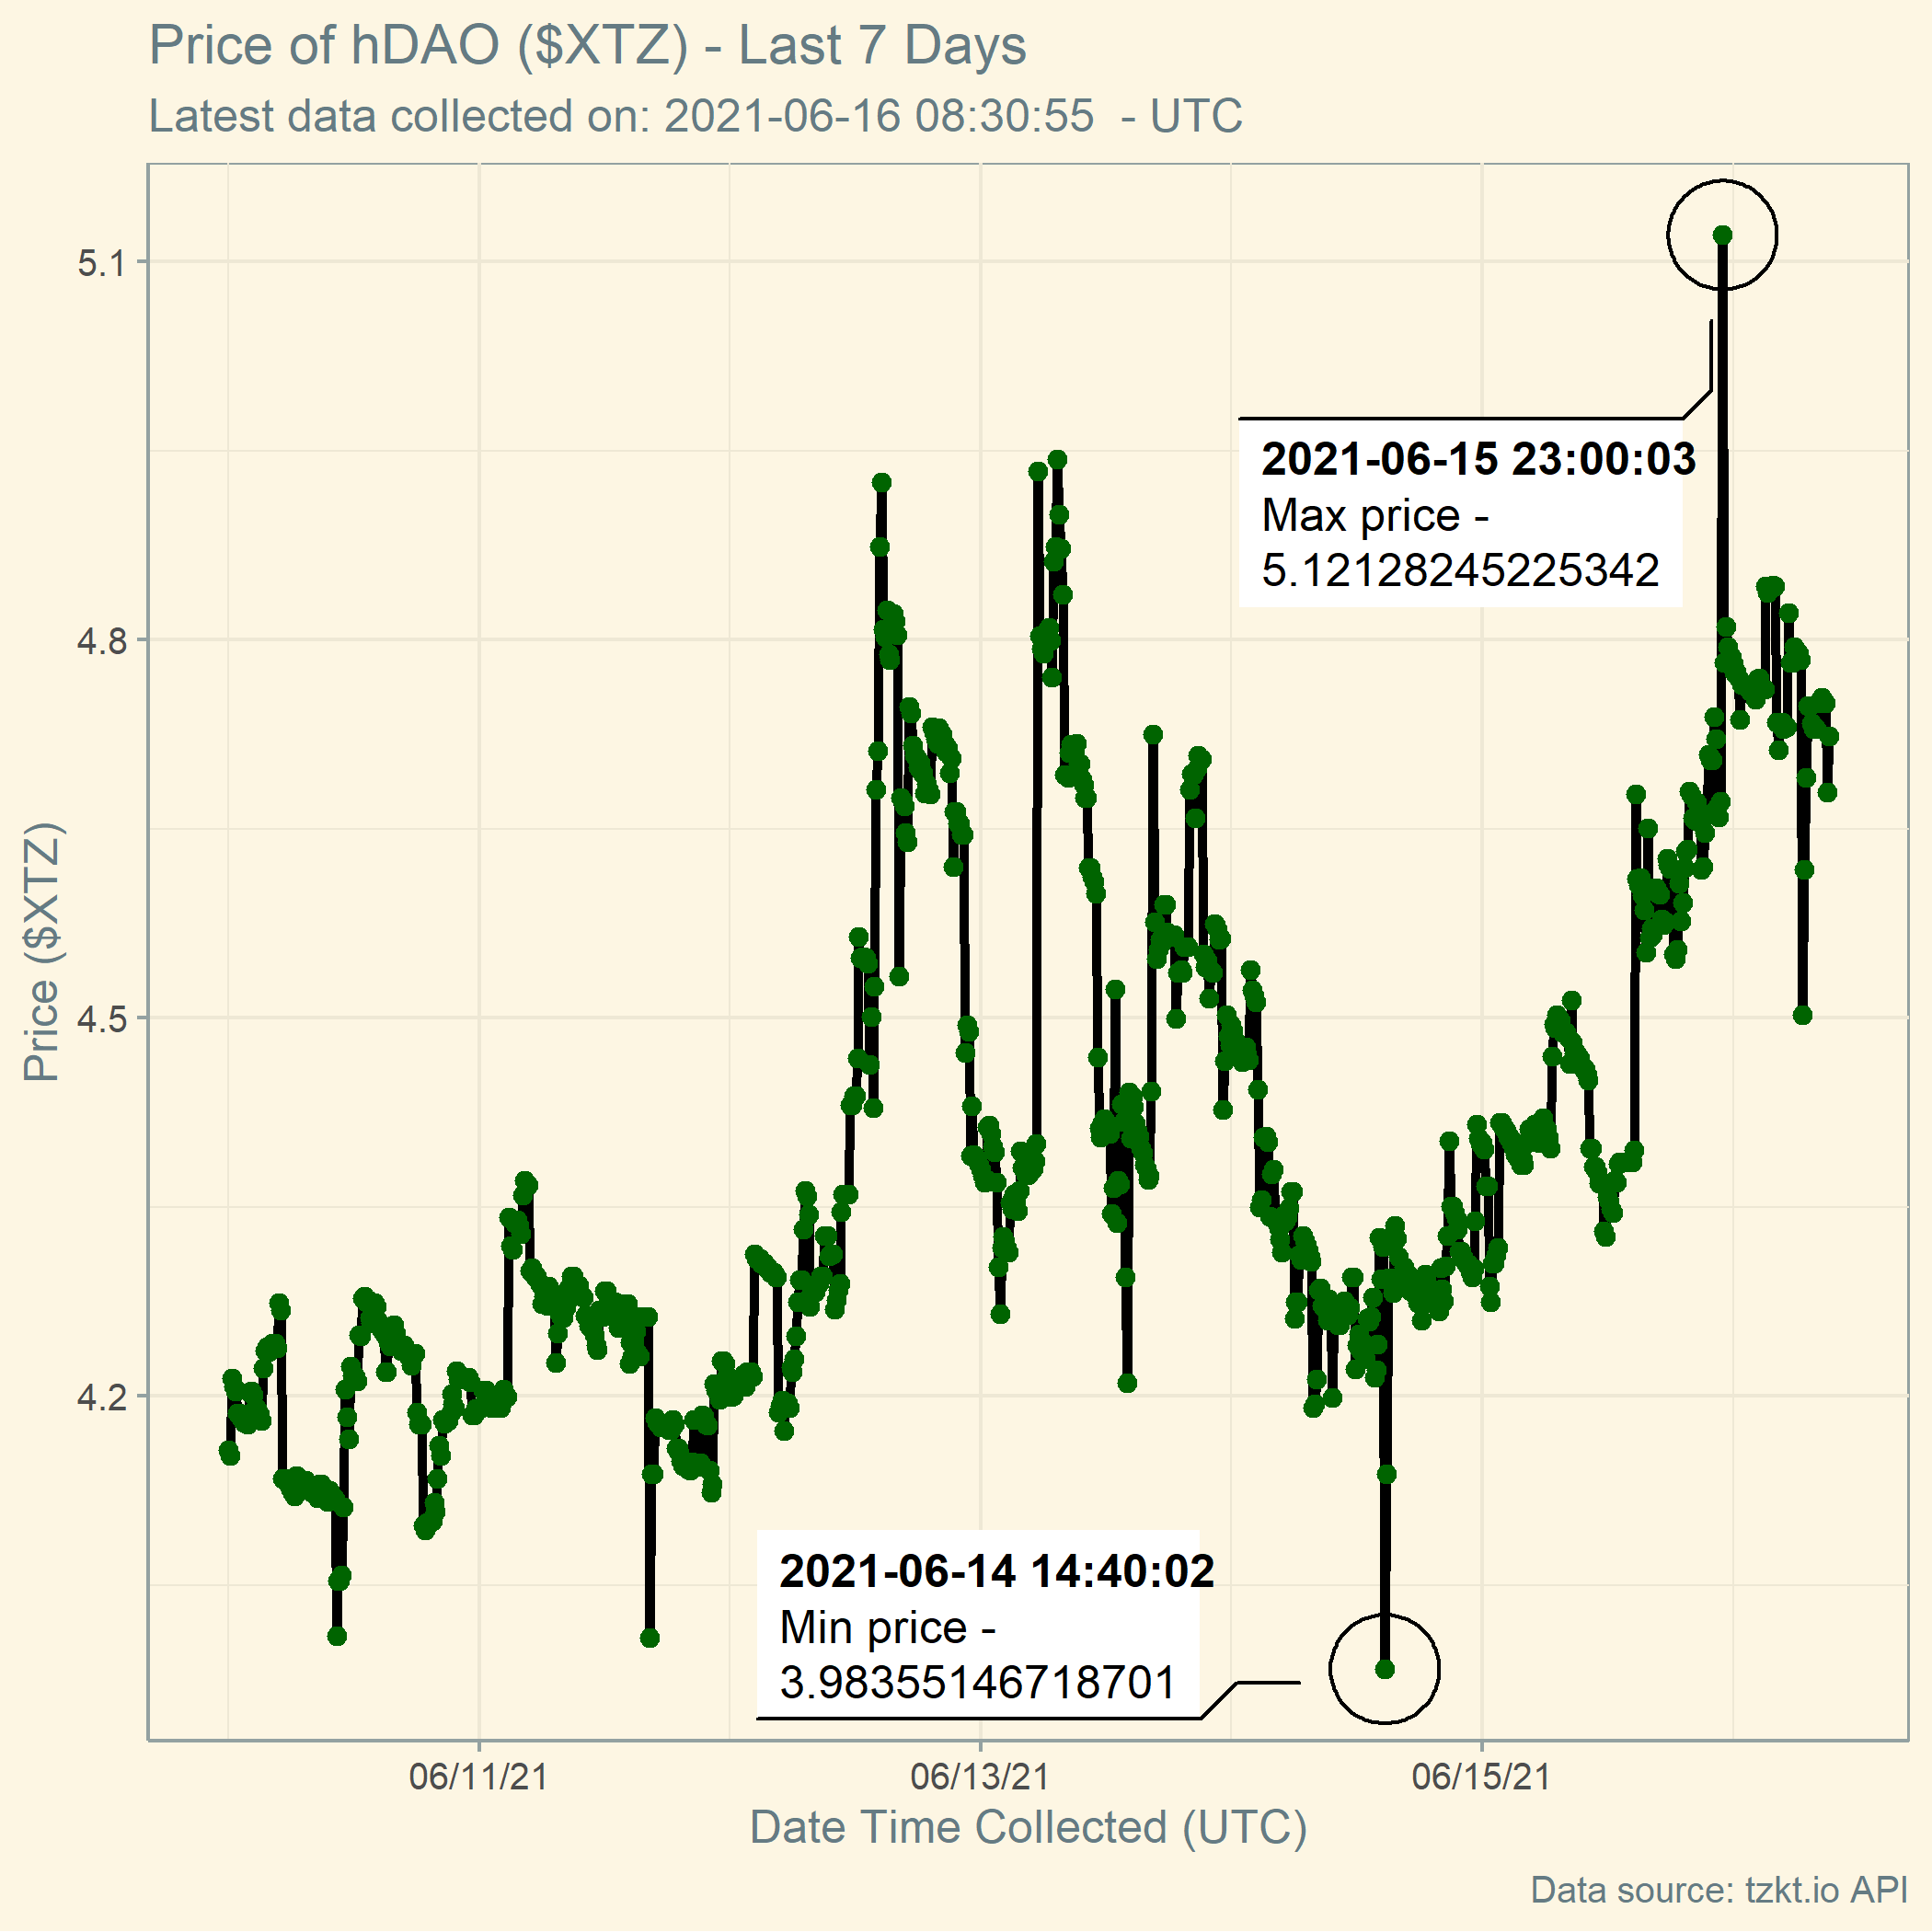 Price of hDAO ($XTZ) - Last 7 Days
Latest data collected on: 2021-06-16 08:30:55  - UTC
5.1
4.8
4.5
4.2
Price ($XTZ)
2021-06-15 23:00:03
Max price -
5.12128245225342
2021-06-14 14:40:02
Min price -
3.98355146718701
06/11/21
06/13/21
06/15/21
Date Time Collected (UTC)
Data source: tzkt.io API